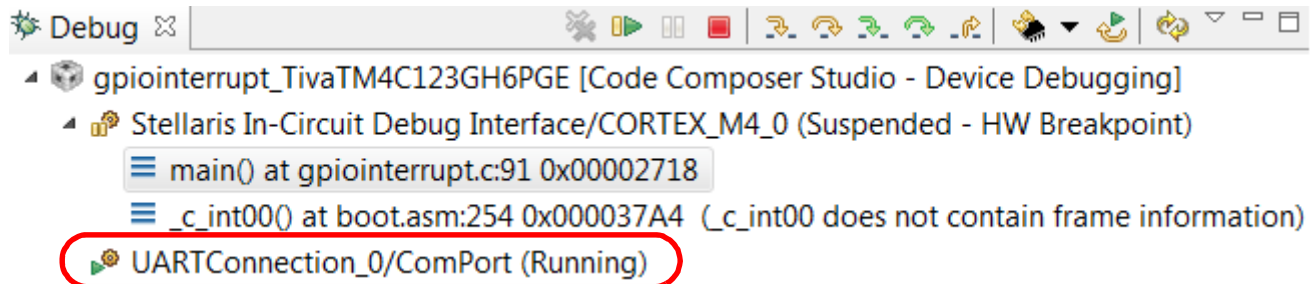 Debug
gpiointerrupt_TivaTM4C123GH6PGE [Code Composer Studio - Device Debugging]
Stellaris In-Circuit Debug Interface/CORTEX_M4_0 (Suspended - HW Breakpoint)
main() at gpiointerrupt.c:91 0x00002718
_c_int00() at boot.asm:254 0x000037A4 (_c_int00 does not contain frame information)
UARTConnection_0/ComPort (Running)